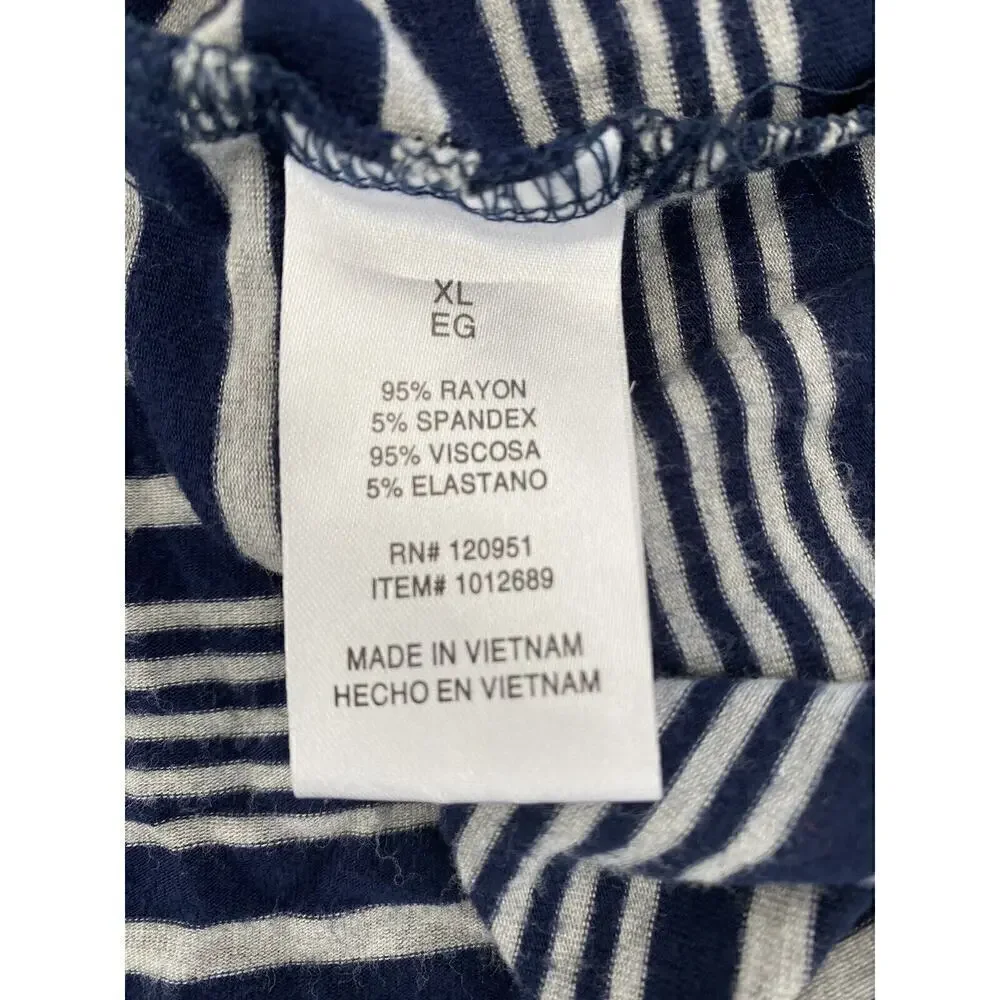 XL
EG
95% RAYON
5% SPANDEX
95% VISCOSA
5% ELASTANO
RN# 120951
ITEM# 1012689
MADE IN VIETNAM
HECHO EN VIETNAM